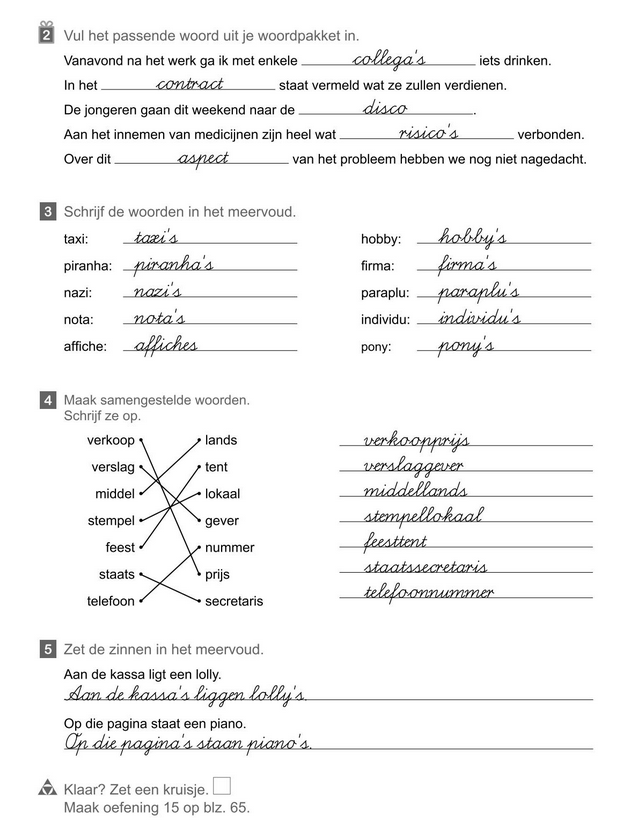 2 Vul het passende woord uit je woordpakket in.
Vanavond na het werk ga ik met enkele collega's iets drinken.
In het contract staat vermeld wat ze zullen verdienen.
De jongeren gaan dit weekend naar de disco.
Aan het innemen van medicijnen zijn heel wat risico's verbonden.
Over dit aspect van het probleem hebben we nog niet nagedacht.
3 Schrijf de woorden in het meervoud.
taxi: taxi's hobby: hobby's
piranha: piranha's firma: firma's
nazi: nazi's paraplu: paraplu's
nota: nota's individu: individu's
affiche: affiches pony: pony's
4 Maak samengestelde woorden.
Schrijf ze op.
verkoop lands verkoopprijs
verslag tent verslaggever
middel lokaal middellands
stempel gever stempellokaal
feest nummer feesttent
staats prijs staatssecretaris
telefoon secretaris telefoonnummer
5 Zet de zinnen in het meervoud.
Aan de kassa ligt een lolly.
Aan de kassa's liggen lolly's.
Op die pagina staat een piano.
Op die pagina's staan piano's.
Klaar? Zet een kruisje.
Maak oefening 15 op blz. 65.